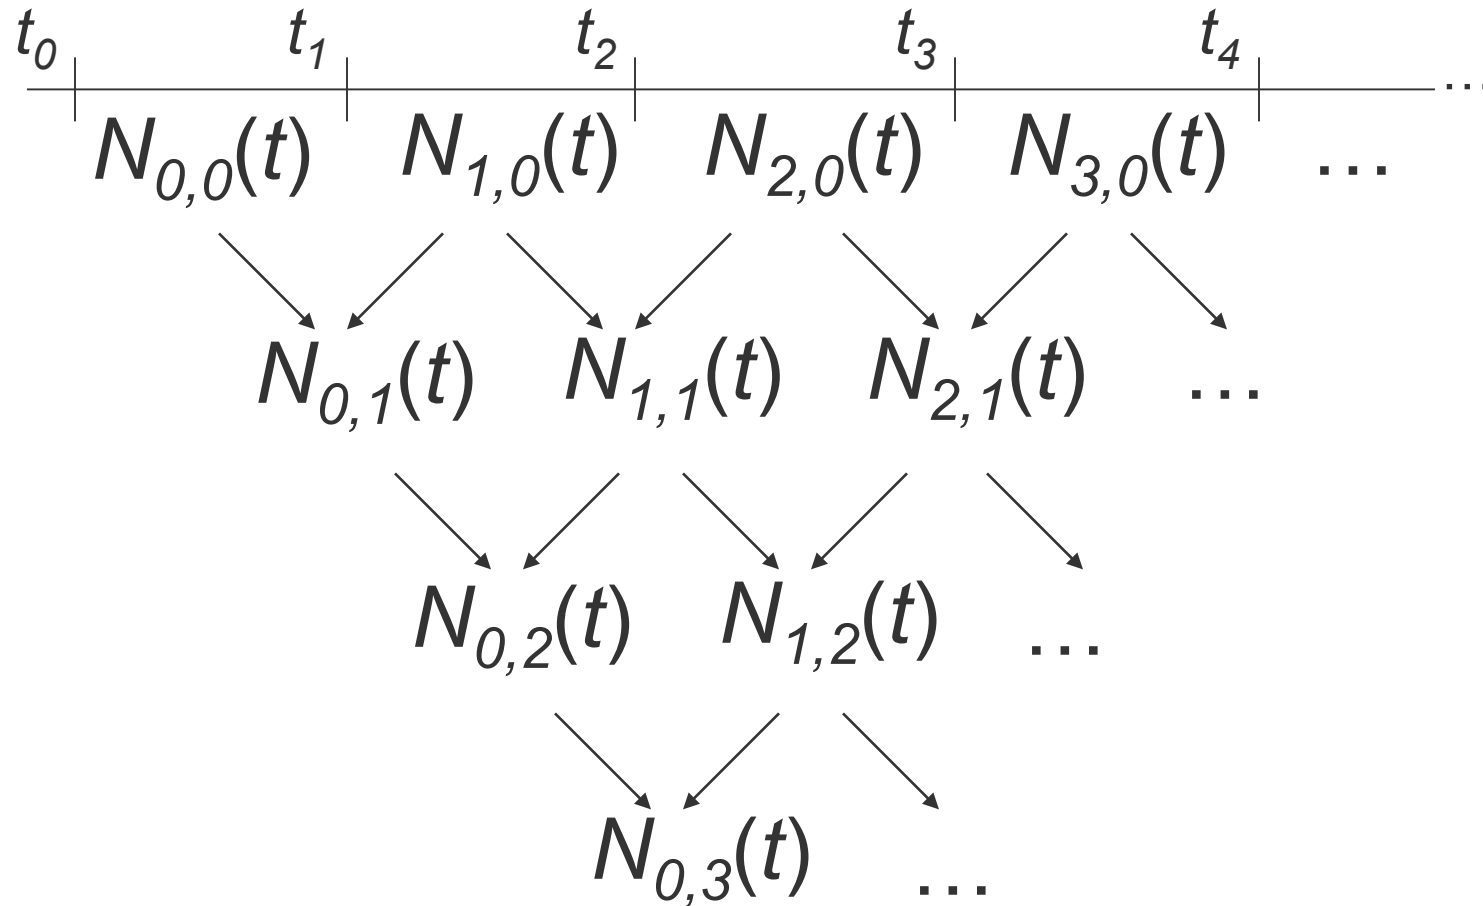 t0 t1 t2 t3 t4
...
N0,0(t) N1,0(t) N2,0(t) N3,0(t) ...
N0,1(t) N1,1(t) N2,1(t) ...
N0,2(t) N1,2(t) ...
N0,3(t) ...